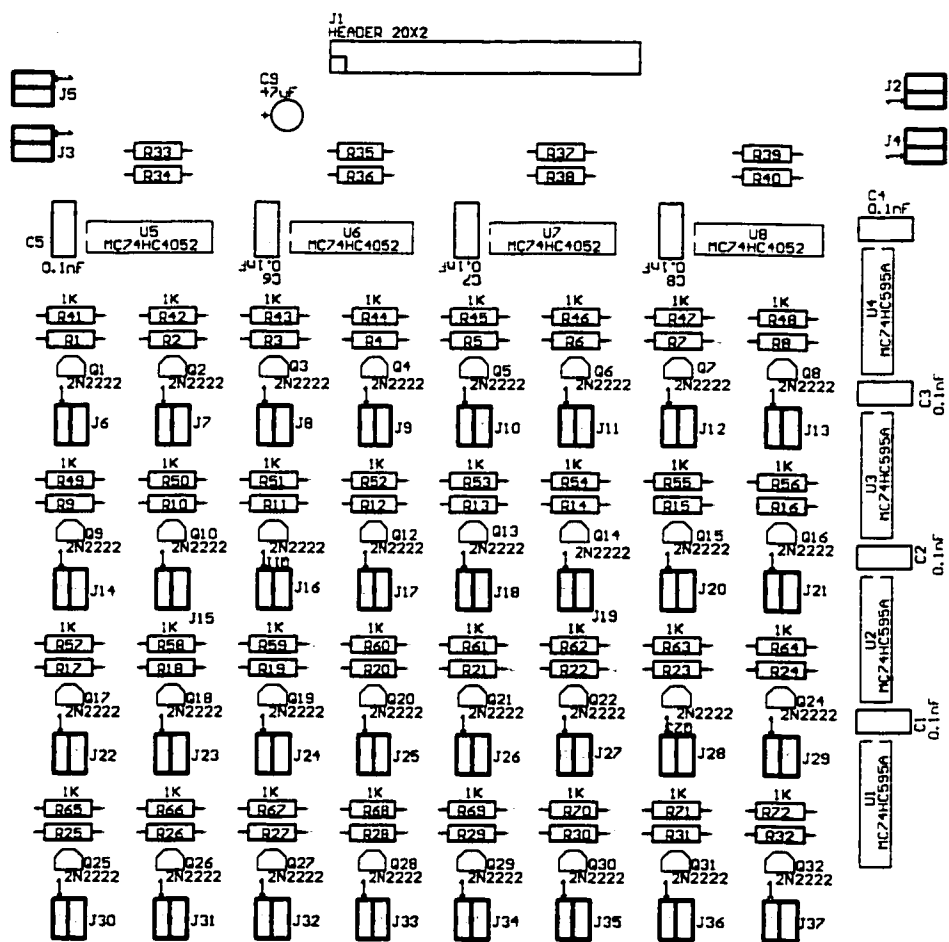 J1
HEADER 20X2
C9
47uF
+
J5
J2
J3
J4
R33 R35 R37 R39
R34 R36 R38 R40
C4
0.1nF
C5 U5 U6 U7 U8
MC74HC4052 MC74HC4052 MC74HC4052 MC74HC4052
0.1nF 0.1nF 0.1nF 0.1nF
C6 C7 C8
U4
MC74HC595A
1K 1K 1K 1K 1K 1K 1K 1K
R41 R42 R43 R44 R45 R46 R47 R48
R1 R2 R3 R4 R5 R6 R7 R8
Q1 Q2 Q3 Q4 Q5 Q6 Q7 Q8
2N2222 2N2222 2N2222 2N2222 2N2222 2N2222 2N2222 2N2222
C3
0.1nF
J6 J7 J8 J9 J10 J11 J12 J13
U3
MC74HC595A
1K 1K 1K 1K 1K 1K 1K 1K
R49 R50 R51 R52 R53 R54 R55 R56
R9 R10 R11 R12 R13 R14 R15 R16
Q9 Q10 Q12 Q13 Q14 Q15 Q16
2N2222 2N2222 2N2222 2N2222 2N2222 2N2222 2N2222 2N2222
C2
0.1nF
J14 J16 J17 J18 J20 J21
J15 J19
U2
MC74HC595A
1K 1K 1K 1K 1K 1K 1K 1K
R57 R58 R59 R60 R61 R62 R63 R64
R17 R18 R19 R20 R21 R22 R23 R24
Q17 Q18 Q19 Q20 Q21 Q22 Q24
2N2222 2N2222 2N2222 2N2222 2N2222 2N2222 2N2222 2N2222
C1
0.1nF
Q23
J22 J23 J24 J25 J26 J27 J28 J29
U1
MC74HC595A
1K 1K 1K 1K 1K 1K 1K 1K
R65 R66 R67 R68 R69 R70 R71 R72
R25 R26 R27 R28 R29 R30 R31 R32
Q25 Q26 Q27 Q28 Q29 Q30 Q31 Q32
2N2222 2N2222 2N2222 2N2222 2N2222 2N2222 2N2222 2N2222
J30 J31 J32 J33 J34 J35 J36 J37